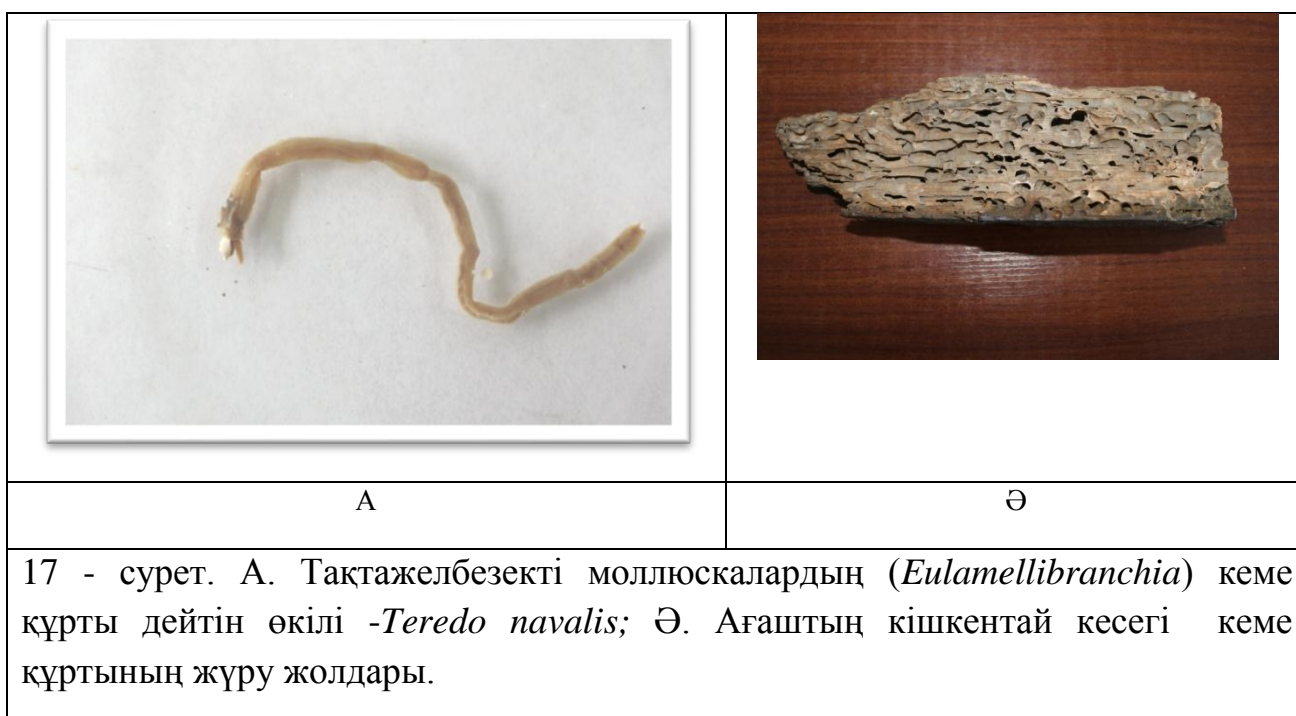 А
Ә
17 - сурет. А. Тақтажелбезекті моллюскалардың (Eulamellibranchia) кеме
құрты дейтін өкілі -Teredo navalis; Ә. Ағаштың кішкентай кесегі кеме
құртының жүру жолдары.